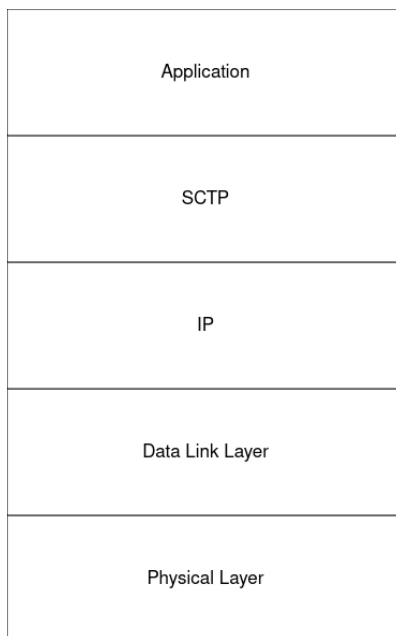 Application
SCTP
IP
Data Link Layer
Physical Layer